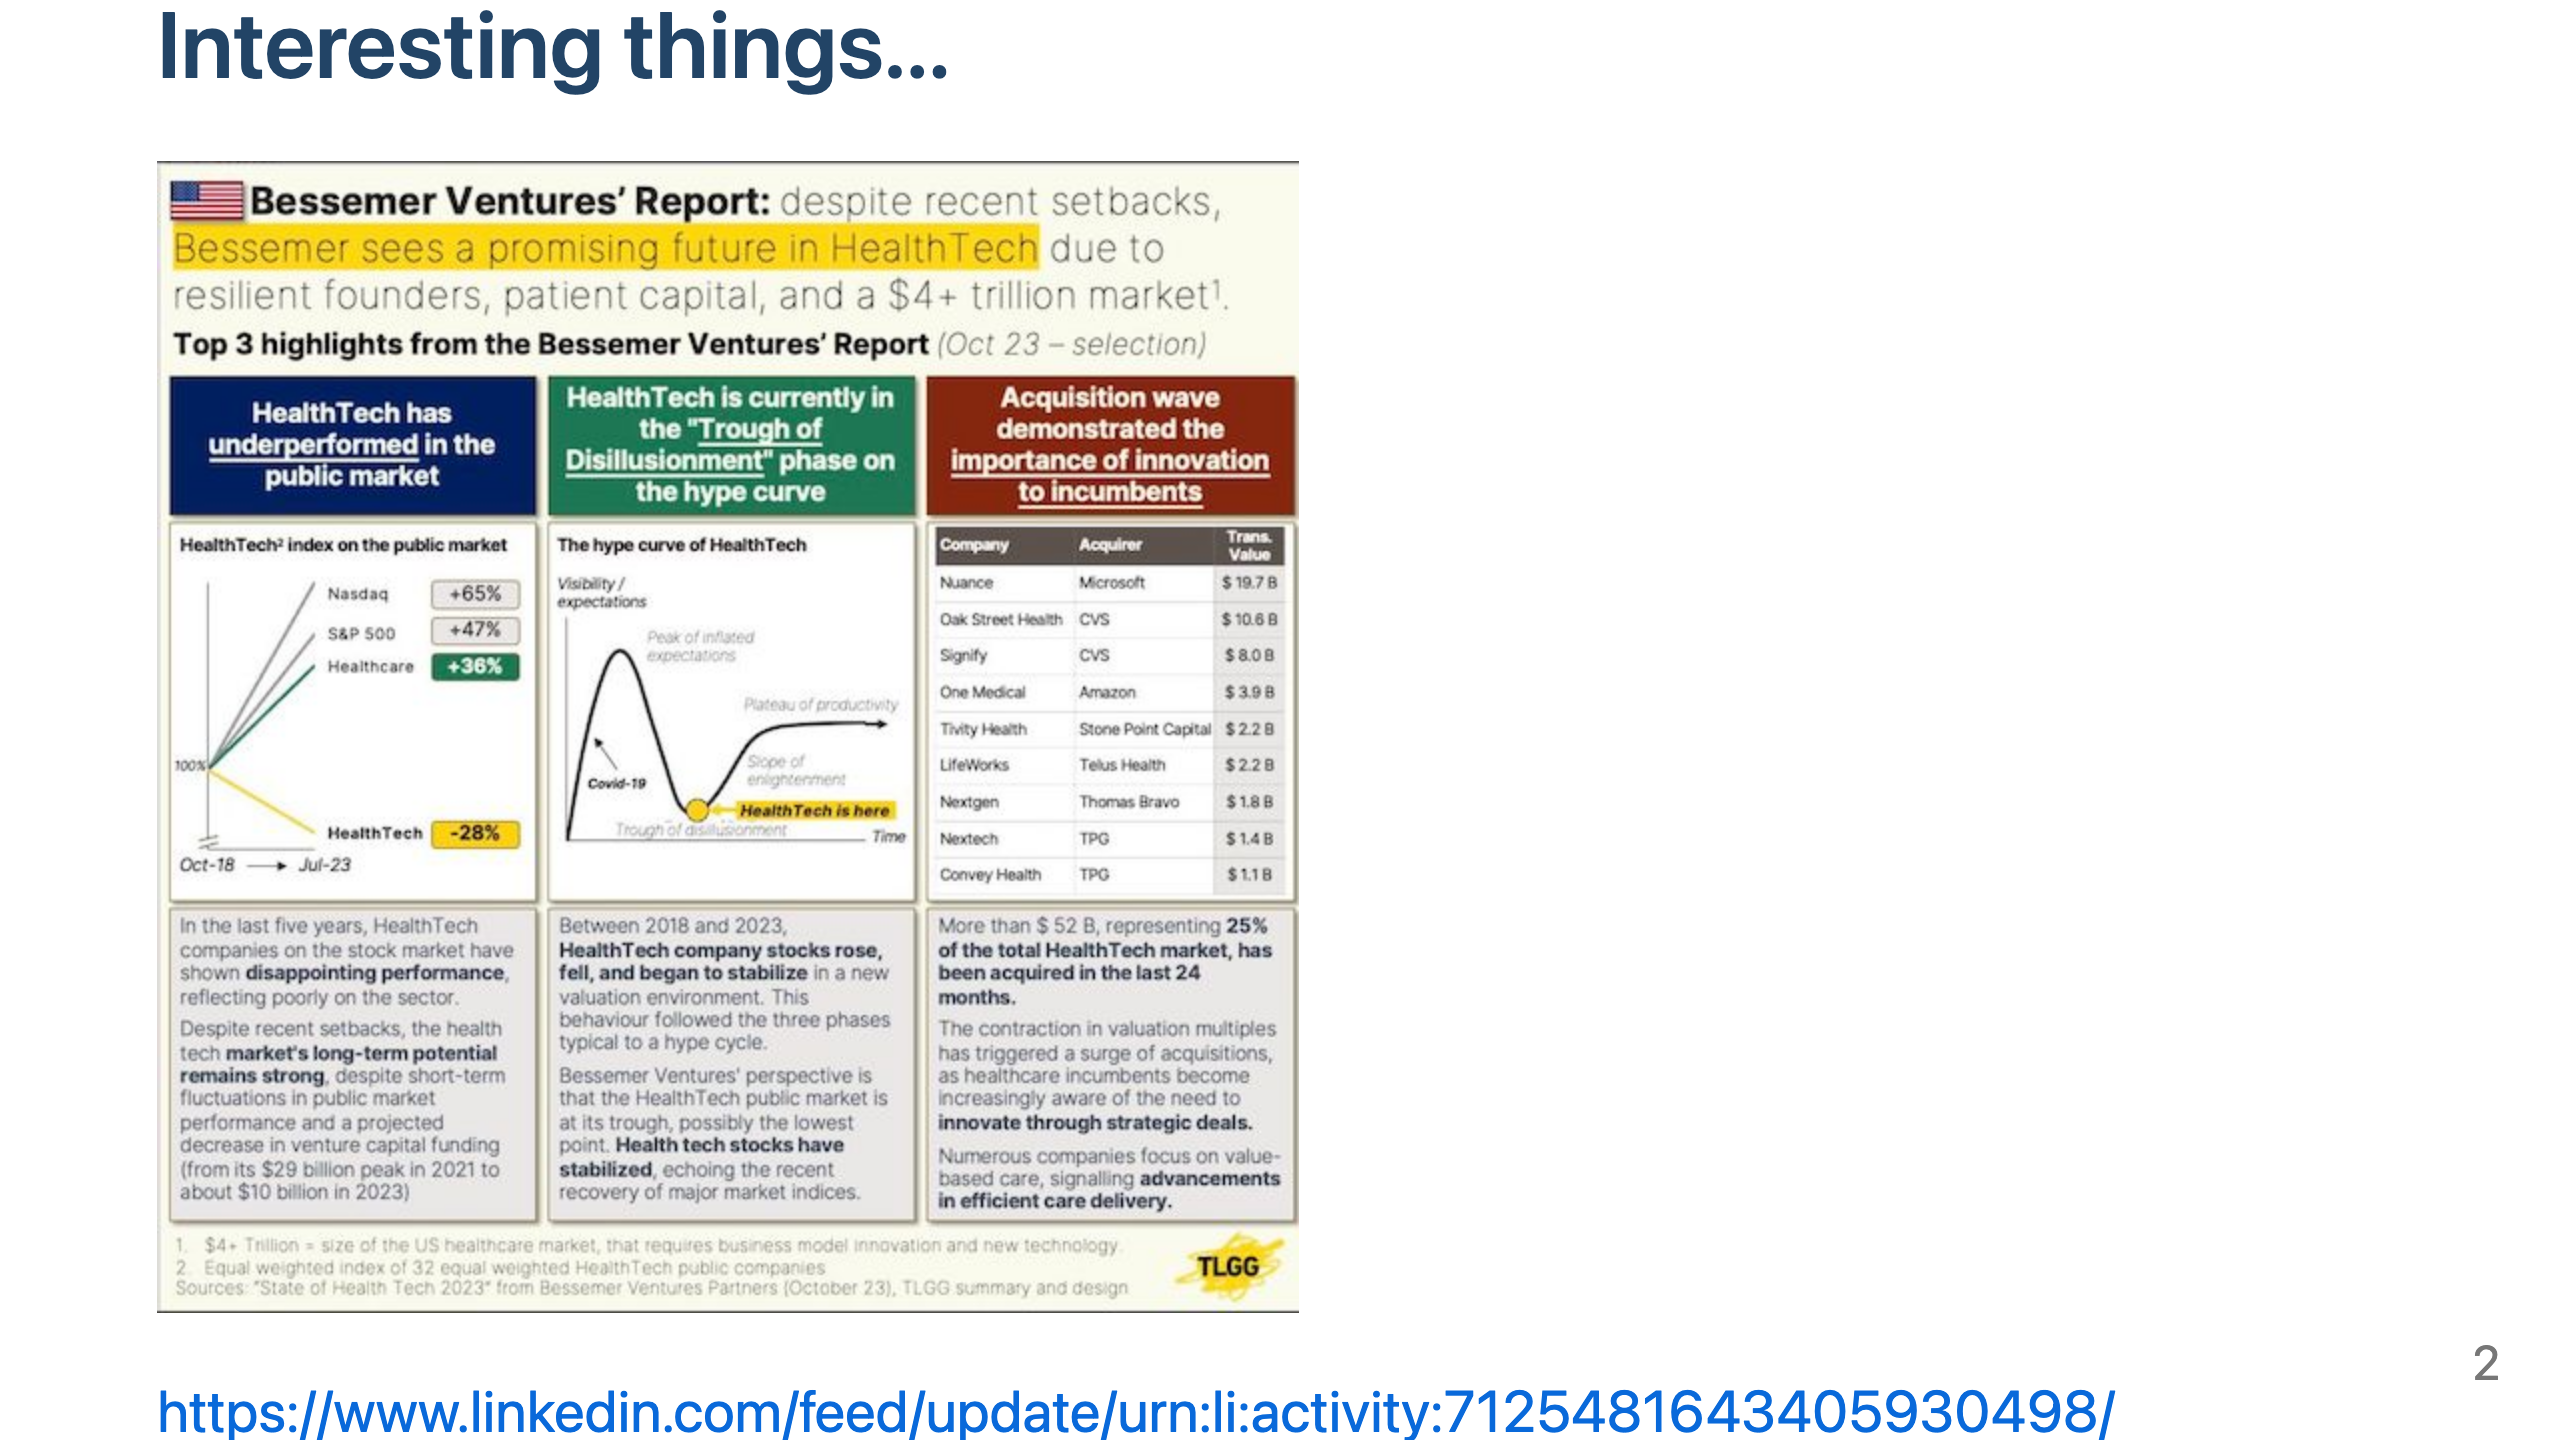 Interesting things...
Bessemer Ventures' Report: despite recent setbacks,
Bessemer sees a promising future in HealthTech due to
resilient founders, patient capital, and a $4+ trillion market¹.
Top 3 highlights from the Bessemer Ventures' Report (Oct 23 – selection)
HealthTech has
underperformed in the
public market
HealthTech² index on the public market
Nasdaq +65%
S&P 500 +47%
Healthcare +36%
100%
HealthTech -28%
Oct-18 → Jul-23
In the last five years, HealthTech
companies on the stock market have
shown disappointing performance,
reflecting poorly on the sector.
Despite recent setbacks, the health
tech market's long-term potential
remains strong, despite short-term
fluctuations in public market
performance and a projected
decrease in venture capital funding
(from its $29 billion peak in 2021 to
about $10 billion in 2023)
HealthTech is currently in
the "Trough of
Disillusionment" phase on
the hype curve
The hype curve of HealthTech
Visibility /
expectations
Peak of inflated
expectations
Plateau of productivity
Slope of
enlightenment
Covid-19
HealthTech is here
Trough of disillusionment
Time
Between 2018 and 2023,
HealthTech company stocks rose,
fell, and began to stabilize in a new
valuation environment. This
behaviour followed the three phases
typical to a hype cycle.
Bessemer Ventures' perspective is
that the HealthTech public market is
at its trough, possibly the lowest
point. Health tech stocks have
stabilized, echoing the recent
recovery of major market indices.
Acquisition wave
demonstrated the
importance of innovation
to incumbents
Company Acquirer Trans. Value
Nuance Microsoft $ 19.7 B
Oak Street Health CVS $ 10.6 B
Signify CVS $ 8.0 B
One Medical Amazon $ 3.9 B
Tivity Health Stone Point Capital $ 2.2 B
LifeWorks Telus Health $ 2.2 B
Nextgen Thomas Bravo $ 1.8 B
Nextech TPG $ 1.4 B
Convey Health TPG $ 1.1 B
More than $ 52 B, representing 25%
of the total HealthTech market, has
been acquired in the last 24
months.
The contraction in valuation multiples
has triggered a surge of acquisitions,
as healthcare incumbents become
increasingly aware of the need to
innovate through strategic deals.
Numerous companies focus on value-
based care, signalling advancements
in efficient care delivery.
1. $4+ Trillion = size of the US healthcare market, that requires business model innovation and new technology.
2. Equal weighted index of 32 equal weighted HealthTech public companies
Sources: "State of Health Tech 2023" from Bessemer Ventures Partners (October 23), TLGG summary and design
TLGG
2
https://www.linkedin.com/feed/update/urn:li:activity:7125481643405930498/